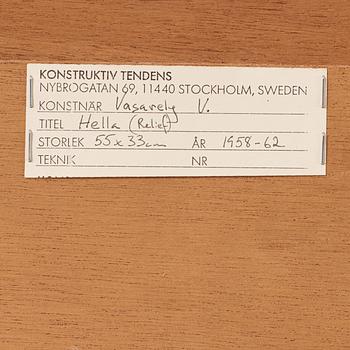 KONSTRUKTIV TENDENS
NYBROGATAN 69, 11440 STOCKHOLM, SWEDEN
KONSTNÄR Vasarely V.
TITEL Hella (Relief)
STORLEK 55x33cm ÅR 1958-62
TEKNIK NR